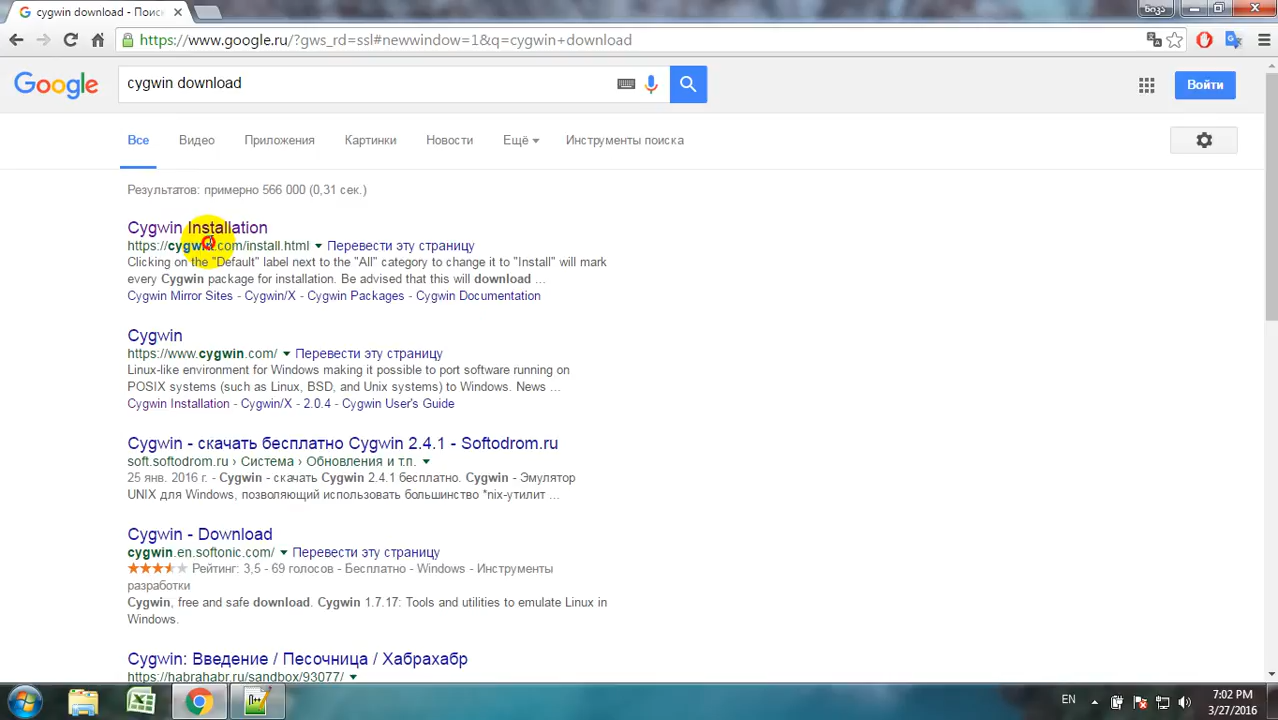 cygwin download - Поис
ნიკა
https://www.google.ru/?gws_rd=ssl#newwindow=1&q=cygwin+download
Google
cygwin download
Войти
Все Видео Приложения Картинки Новости Ещё Инструменты поиска
Результатов: примерно 566 000 (0,31 сек.)
Cygwin Installation
https://cygwin.com/install.html Перевести эту страницу
Clicking on the "Default" label next to the "All" category to change it to "Install" will mark
every Cygwin package for installation. Be advised that this will download ...
Cygwin Mirror Sites - Cygwin/X - Cygwin Packages - Cygwin Documentation
Cygwin
https://www.cygwin.com/ Перевести эту страницу
Linux-like environment for Windows making it possible to port software running on
POSIX systems (such as Linux, BSD, and Unix systems) to Windows. News ...
Cygwin Installation - Cygwin/X - 2.0.4 - Cygwin User's Guide
Cygwin - скачать бесплатно Cygwin 2.4.1 - Softodrom.ru
soft.softodrom.ru › Система › Обновления и т.п.
25 янв. 2016 г. - Cygwin - скачать Cygwin 2.4.1 бесплатно. Cygwin - Эмулятор
UNIX для Windows, позволяющий использовать большинство *nix-утилит ...
Cygwin - Download
cygwin.en.softonic.com/ Перевести эту страницу
Рейтинг: 3,5 - 69 голосов - Бесплатно - Windows - Инструменты
разработки
Cygwin, free and safe download. Cygwin 1.7.17: Tools and utilities to emulate Linux in
Windows.
Cygwin: Введение / Песочница / Хабрахабр
https://habrahabr.ru/sandbox/93077/
EN
7:02 PM
3/27/2016